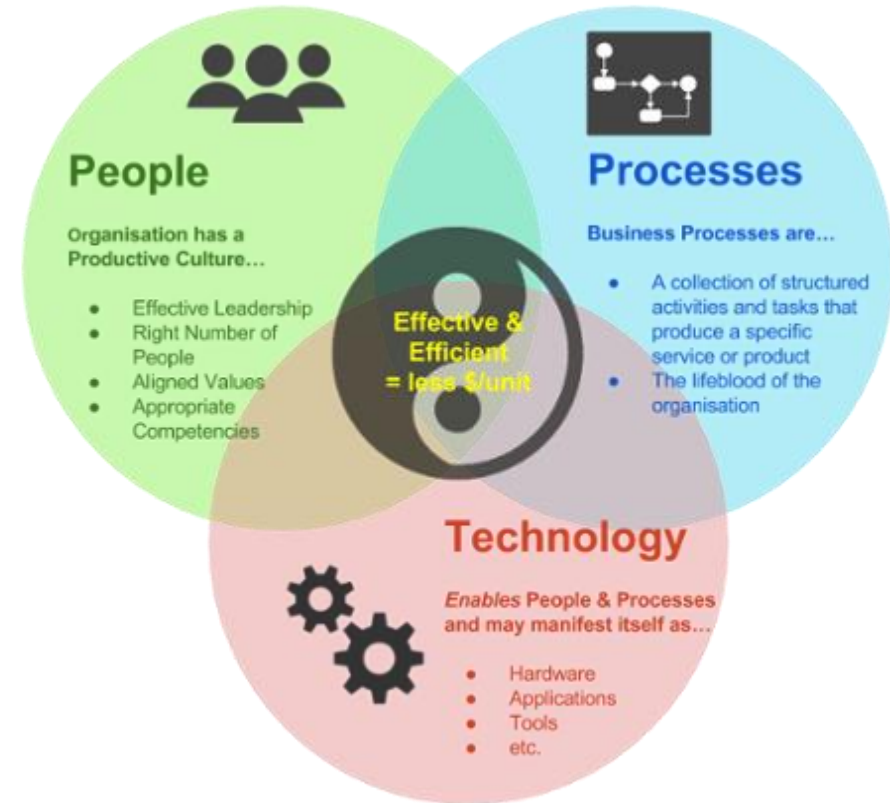 People
Organisation has a
Productive Culture...
● Effective Leadership
● Right Number of
People
● Aligned Values
● Appropriate
Competencies
Processes
Business Processes are...
● A collection of structured
activities and tasks that
produce a specific
service or product
● The lifeblood of the
organisation
Effective &
Efficient
= less $/unit
Technology
Enables People & Processes
and may manifest itself as...
● Hardware
● Applications
● Tools
● etc.